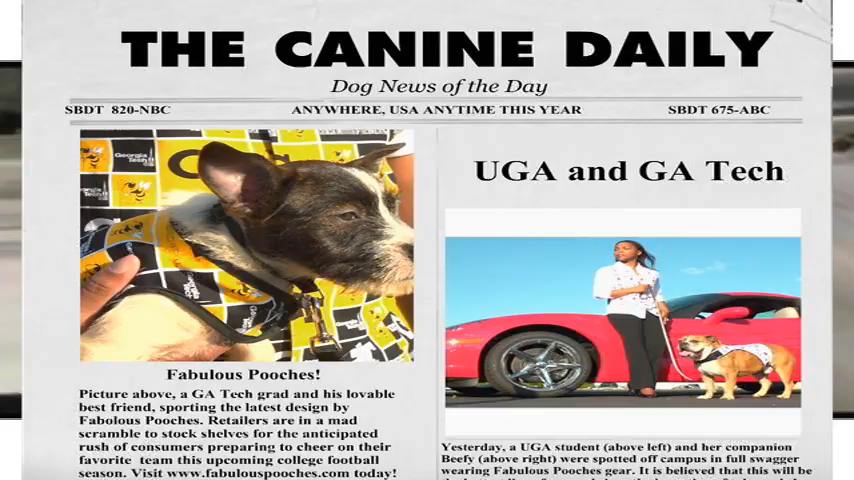 THE CANINE DAILY
Dog News of the Day
SBDT 820-NBC ANYWHERE, USA ANYTIME THIS YEAR SBDT 675-ABC
Georgia Tech
Fabulous Pooches!
Picture above, a GA Tech grad and his lovable
best friend, sporting the latest design by
Fabolous Pooches. Retailers are in a mad
scramble to stock shelves for the anticipated
rush of consumers preparing to cheer on their
favorite team this upcoming college football
season. Visit www.fabulouspooches.com today!
UGA and GA Tech
Yesterday, a UGA student (above left) and her companion
Beefy (above right) were spotted off campus in full swagger
wearing Fabulous Pooches gear. It is believed that this will be